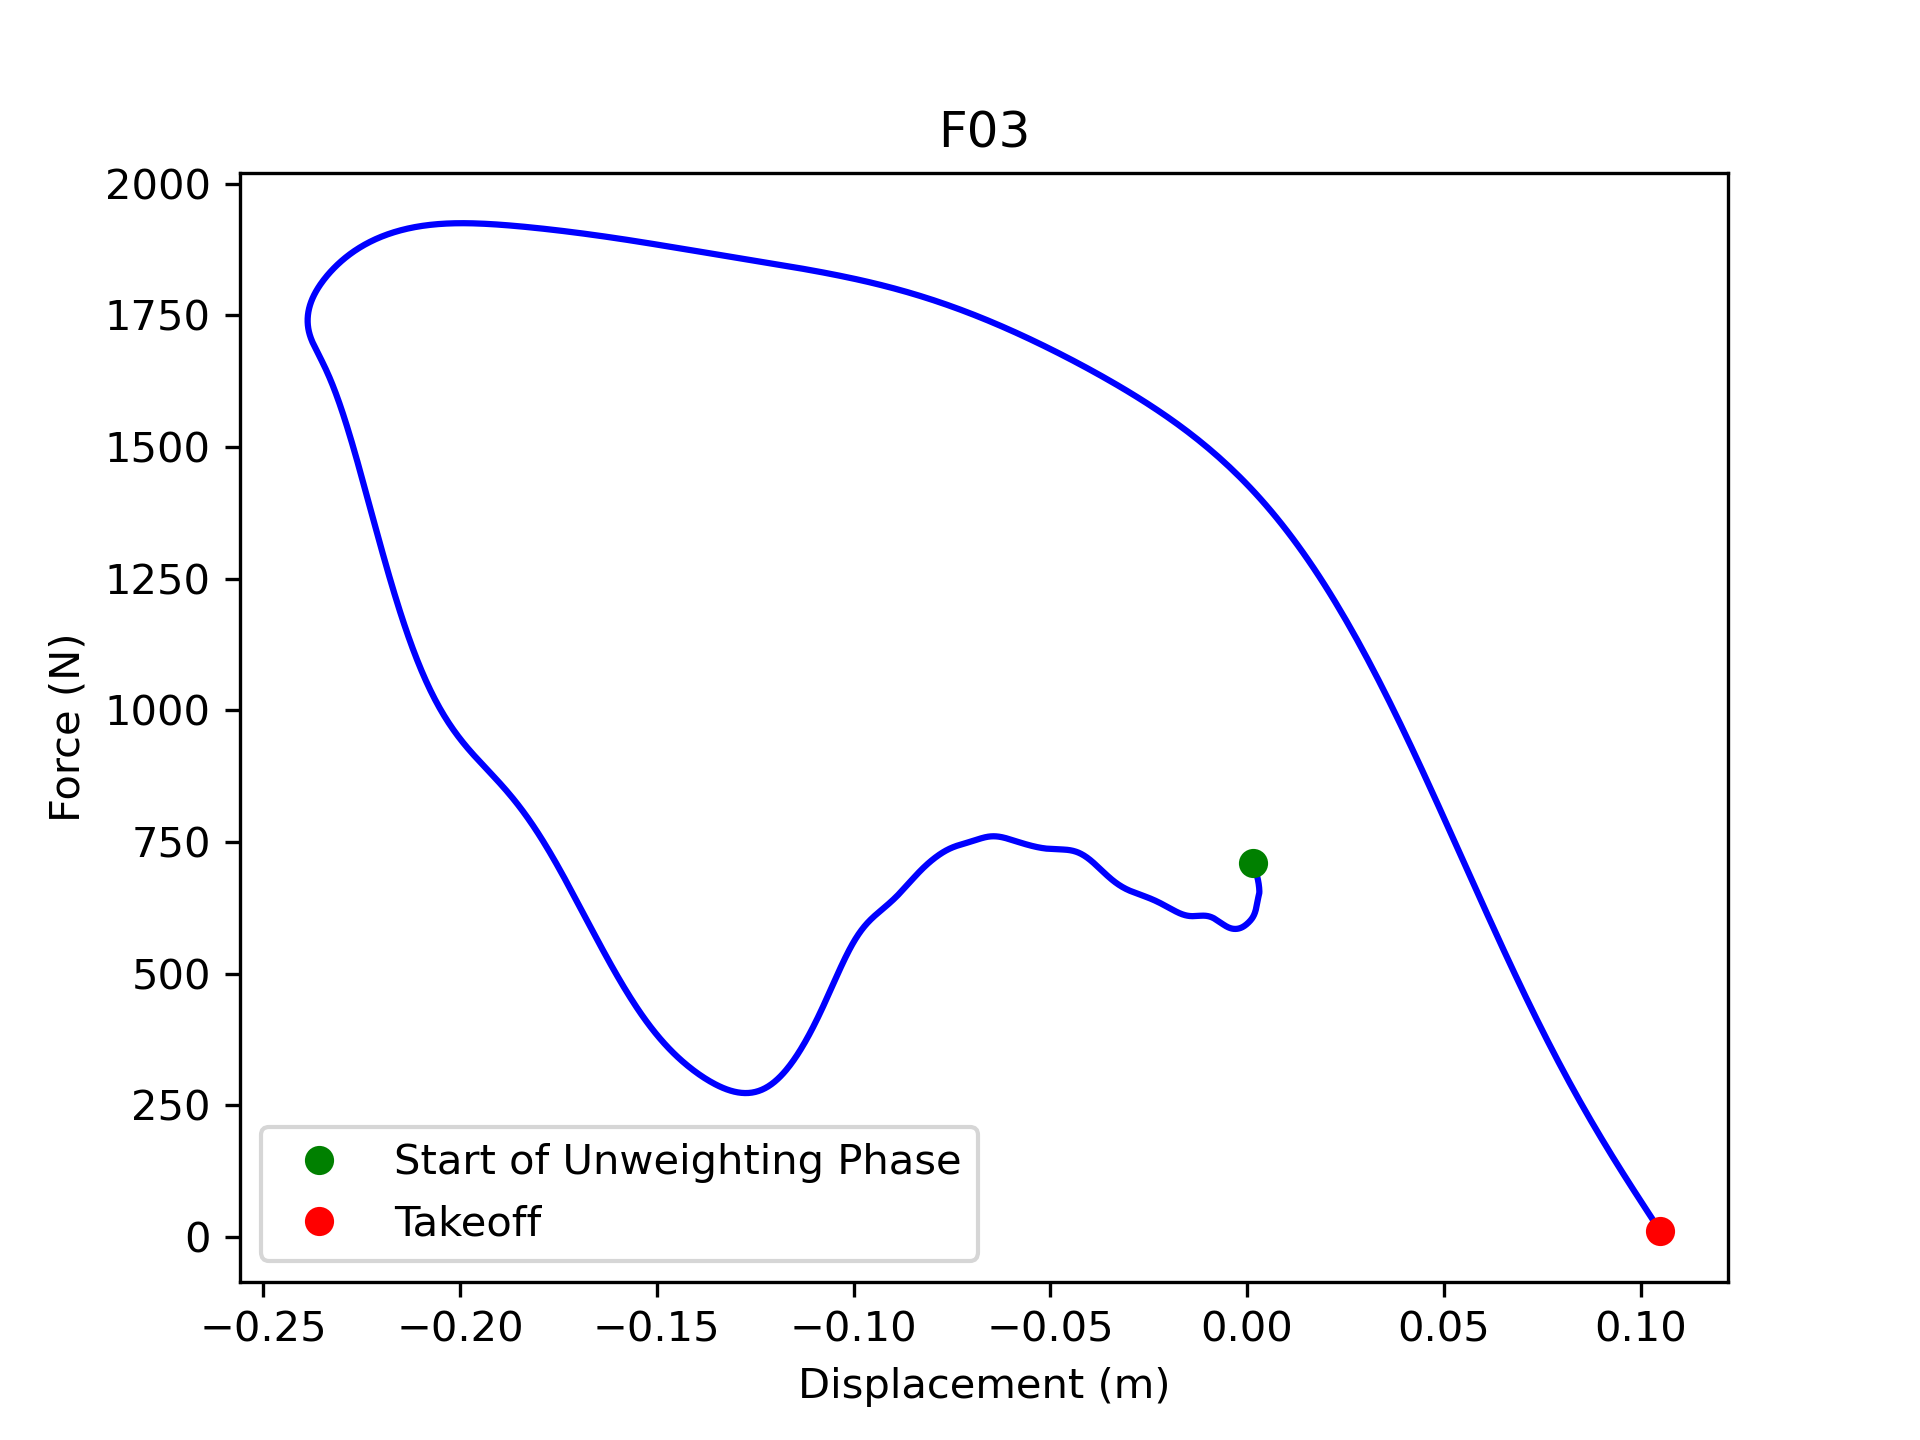 F03
2000
1750
1500
1250
1000
750
500
250
0
Force (N)
Start of Unweighting Phase
Takeoff
−0.25 −0.20 −0.15 −0.10 −0.05 0.00 0.05 0.10
Displacement (m)